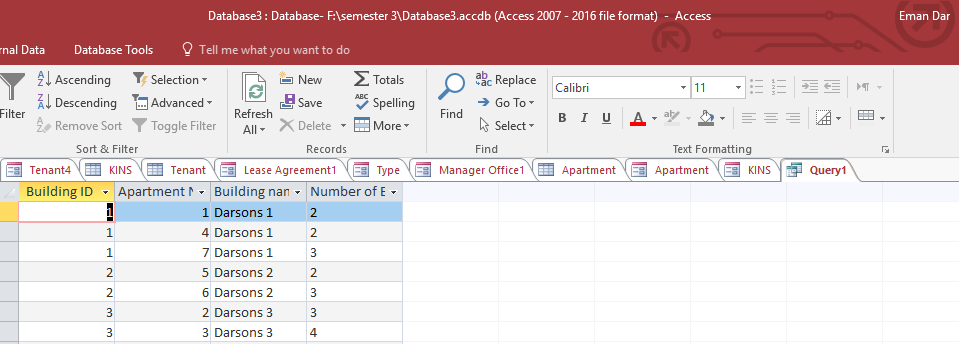 Database3 : Database- F:\semester 3\Database3.accdb (Access 2007 - 2016 file format) - Access Eman Dar
rnal Data Database Tools Tell me what you want to do
Filter Ascending Descending Remove Sort Selection Advanced Toggle Filter
Sort & Filter
Refresh All New Save Delete Totals Spelling More
Records
Find Replace Go To Select
Find
Calibri 11
B I U A
Text Formatting
Tenant4 KINS Tenant Lease Agreement1 Type Manager Office1 Apartment Apartment KINS Query1
Building ID Apartment N Building nan Number of E
1 1 Darsons 1 2
1 4 Darsons 1 2
1 7 Darsons 1 3
2 5 Darsons 2 2
2 6 Darsons 2 3
3 2 Darsons 3 3
3 3 Darsons 3 4